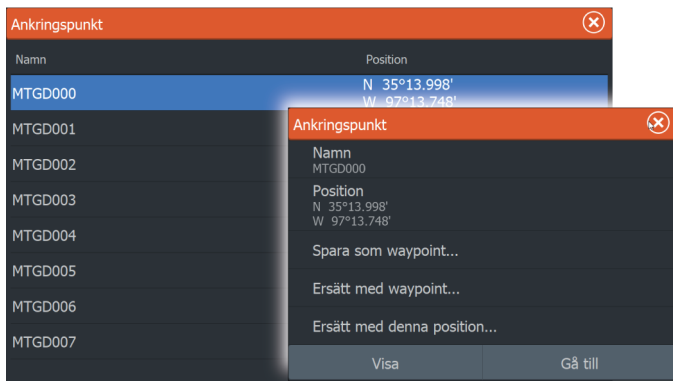 Ankringspunkt
Namn Position
MTGD000 N 35°13.998'
W 97°13.748'
MTGD001
MTGD002
MTGD003
MTGD004
MTGD005
MTGD006
MTGD007
Ankringspunkt
Namn
MTGD000
Position
N 35°13.998'
W 97°13.748'
Spara som waypoint...
Ersätt med waypoint...
Ersätt med denna position...
Visa Gå till